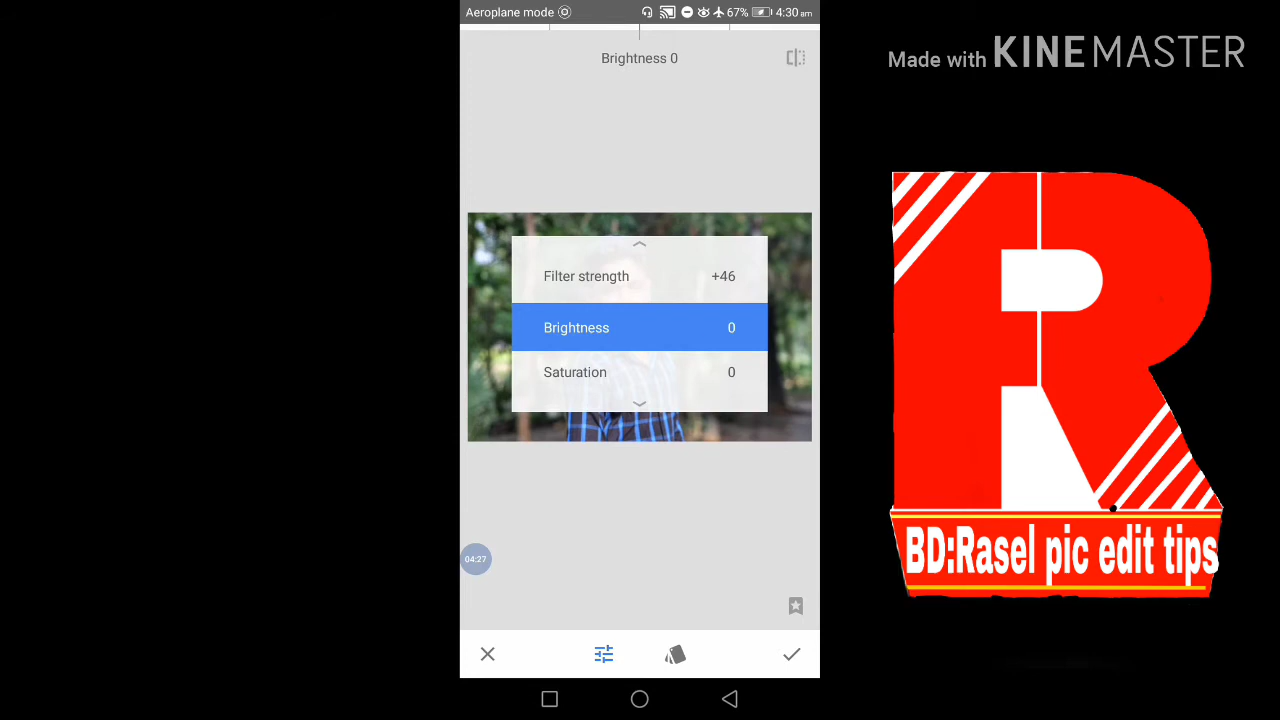 Aeroplane mode
67%
4:30 am
Brightness 0
Filter strength +46
Brightness 0
Saturation 0
04:27
Made with KINEMASTER
R
BD:Rasel pic edit tips